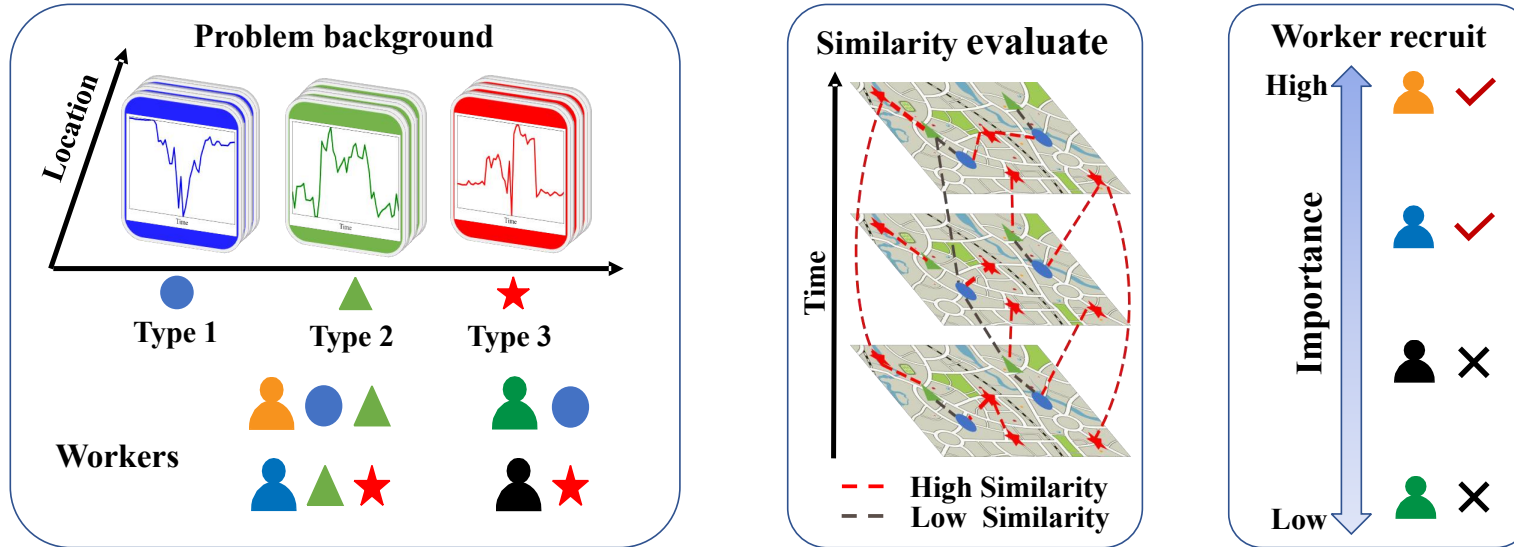 Problem background
Location
Time
Time
Time
Type 1
Type 2
Type 3
Workers
Similarity evaluate
Time
High Similarity
Low Similarity
Worker recruit
High
Importance
Low